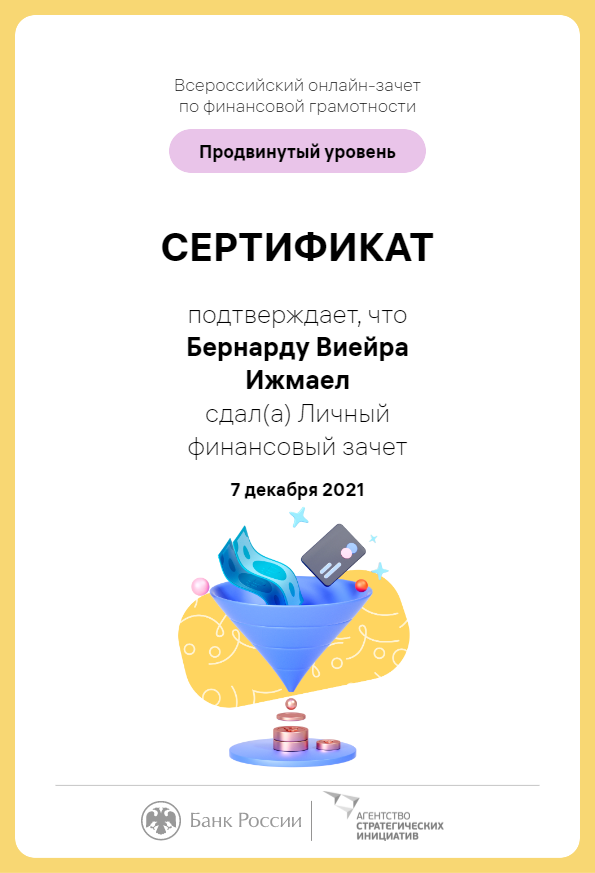 Всероссийский онлайн-зачет
по финансовой грамотности
Продвинутый уровень
СЕРТИФИКАТ
подтверждает, что
Бернарду Виейра
Ижмаел
сдал(а) Личный
финансовый зачет
7 декабря 2021
Банк России
АГЕНТСТВО
СТРАТЕГИЧЕСКИХ
ИНИЦИАТИВ